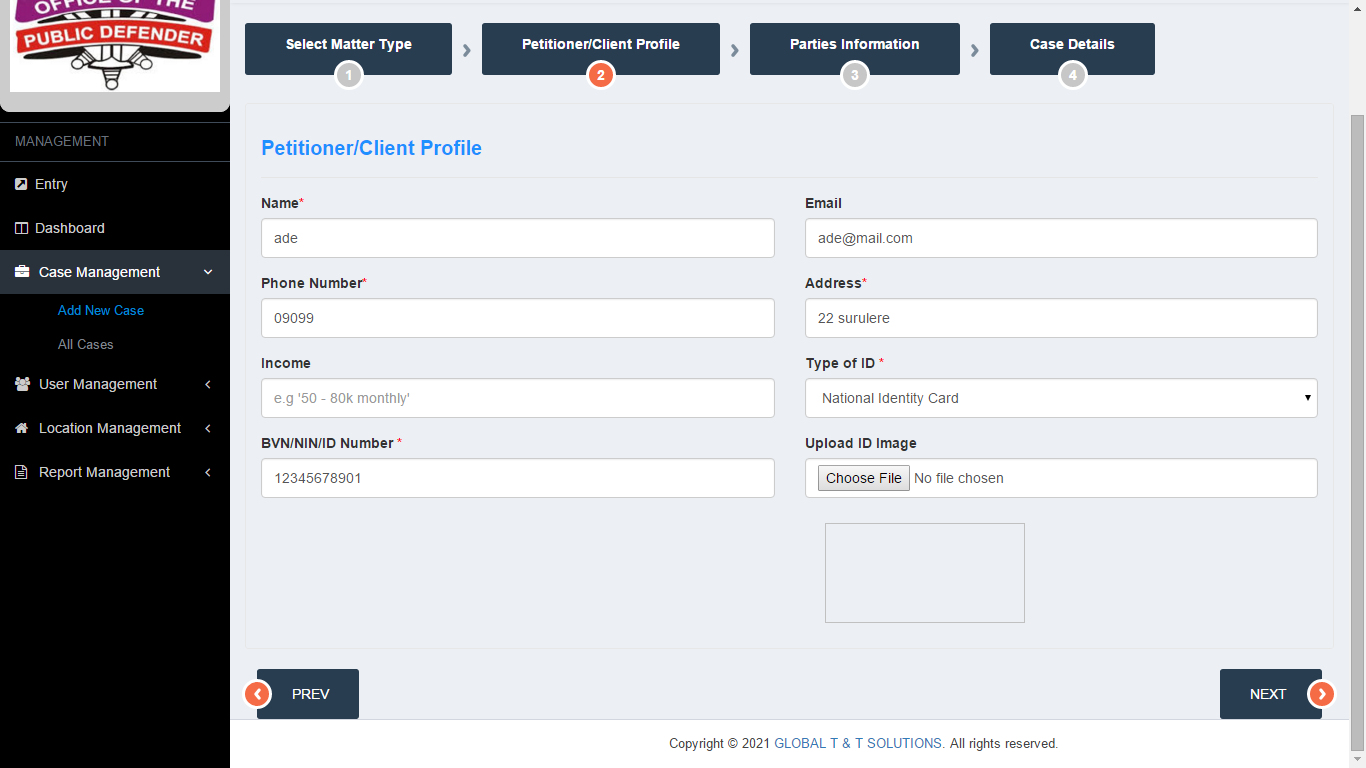 OFFICE OF THE
PUBLIC DEFENDER
MANAGEMENT
Entry
Dashboard
Case Management
Add New Case
All Cases
User Management
Location Management
Report Management
Select Matter Type
1
Petitioner/Client Profile
2
Parties Information
3
Case Details
4
Petitioner/Client Profile
Name*
ade
Email
ade@mail.com
Phone Number*
09099
Address*
22 surulere
Income
e.g '50 - 80k monthly'
Type of ID *
National Identity Card
BVN/NIN/ID Number *
12345678901
Upload ID Image
Choose File No file chosen
PREV
NEXT
Copyright © 2021 GLOBAL T & T SOLUTIONS. All rights reserved.